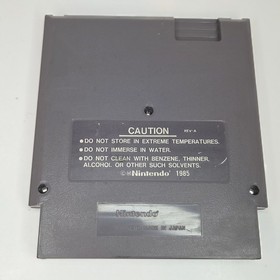 CAUTION REV-A
•DO NOT STORE IN EXTREME TEMPERATURES.
•DO NOT IMMERSE IN WATER.
•DO NOT CLEAN WITH BENZENE, THINNER,
ALCOHOL OR OTHER SUCH SOLVENTS.
©Nintendo® 1985
Nintendo
IN JAPAN